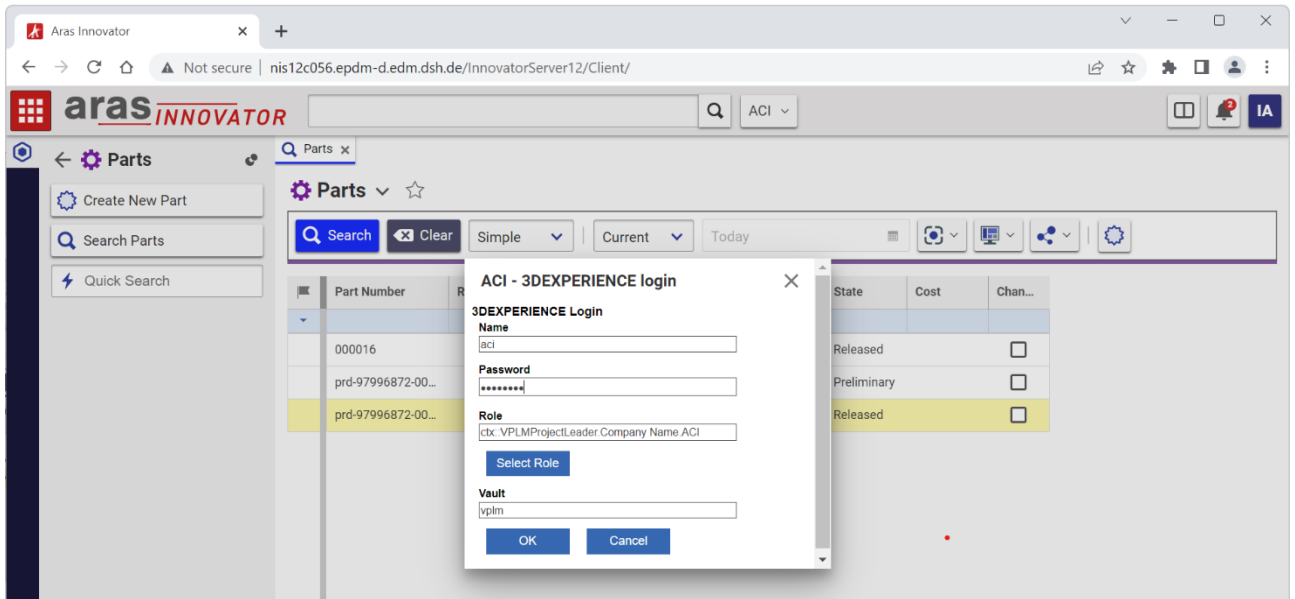 Aras Innovator
Not secure | nis12c056.epdm-d.edm.dsh.de/InnovatorServer12/Client/
aras INNOVATOR
ACI
2
IA
Parts
Create New Part
Search Parts
Quick Search
Parts
Parts
Search
Clear
Simple
Current
Today
Part Number
R
State
Cost
Chan...
000016
Released
prd-97996872-00...
Preliminary
prd-97996872-00...
Released
ACI - 3DEXPERIENCE login
3DEXPERIENCE Login
Name
aci
Password
••••••••
Role
ctx::VPLMProjectLeader.Company Name.ACI
Select Role
Vault
vplm
OK
Cancel